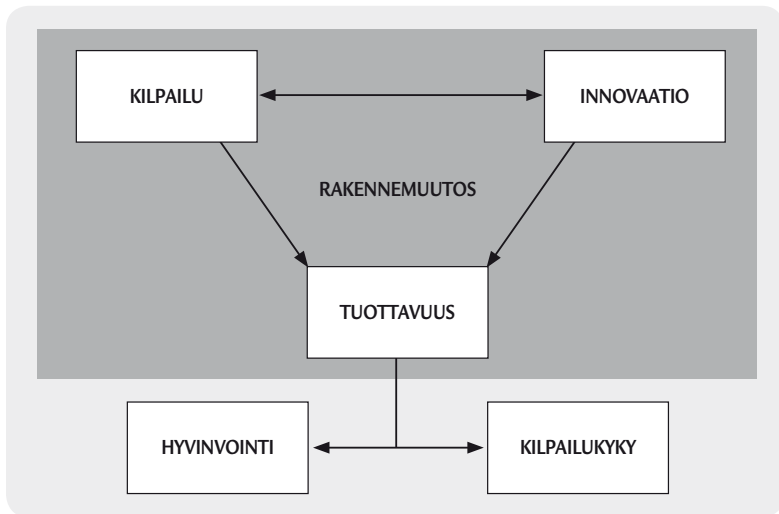 KILPAILU
INNOVAATIO
RAKENNEMUUTOS
TUOTTAVUUS
HYVINVOINTI
KILPAILUKYKY